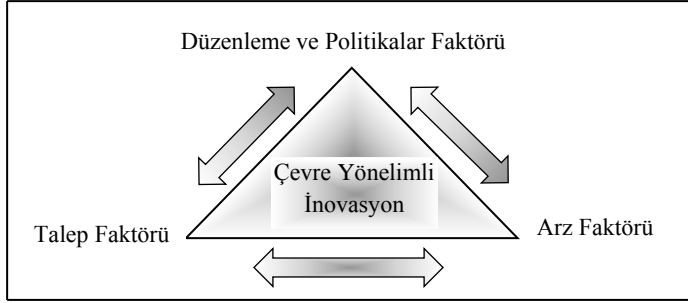 Düzenleme ve Politikalar Faktörü
Çevre Yönelimli
İnovasyon
Talep Faktörü
Arz Faktörü